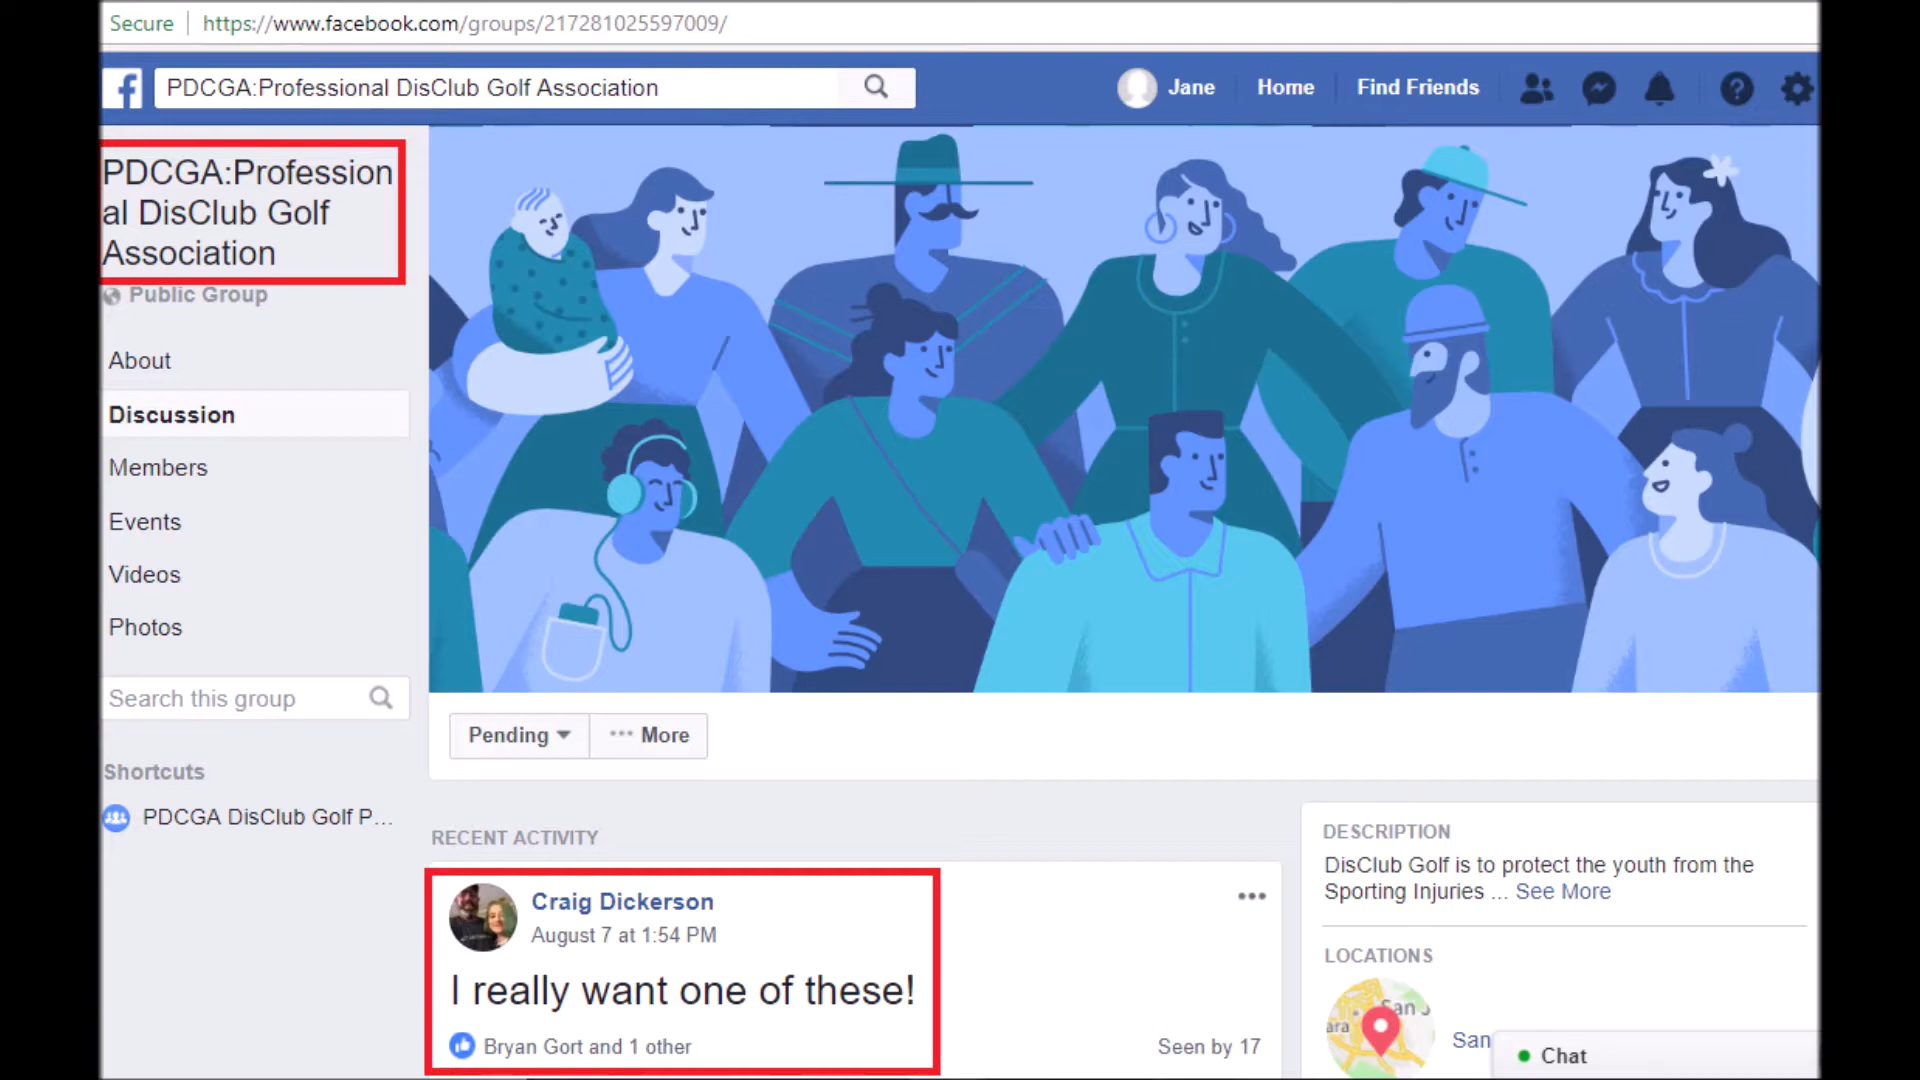 Secure https://www.facebook.com/groups/217281025597009/
PDCGA:Professional DisClub Golf Association
Jane Home Find Friends
PDCGA:Profession
al DisClub Golf
Association
Public Group
About
Discussion
Members
Events
Videos
Photos
Search this group
Shortcuts
PDCGA DisClub Golf P...
Pending ··· More
RECENT ACTIVITY
Craig Dickerson
August 7 at 1:54 PM
I really want one of these!
Bryan Gort and 1 other
Seen by 17
DESCRIPTION
DisClub Golf is to protect the youth from the
Sporting Injuries ... See More
LOCATIONS
San
ara
San
Chat